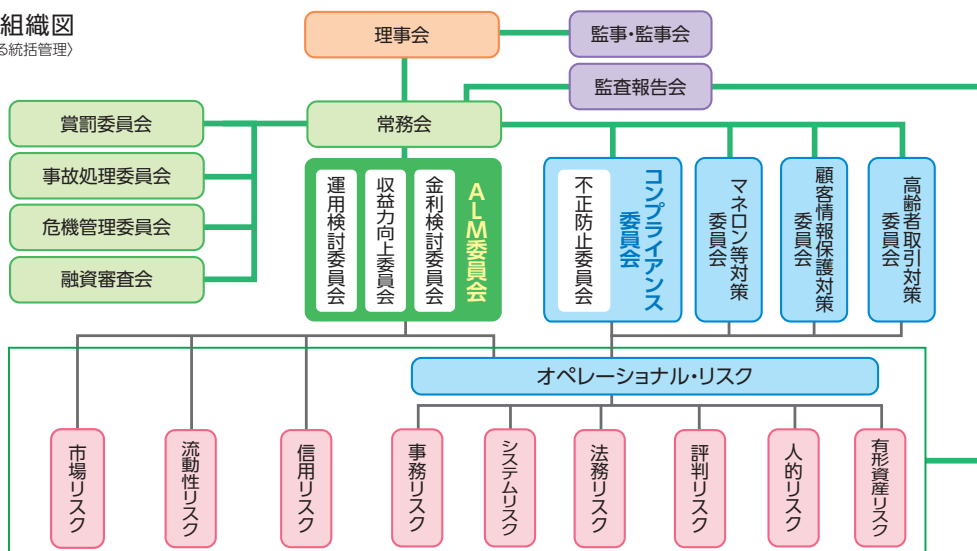 組織図
る統括管理〉
理事会
監事・監事会
監査報告会
賞罰委員会
常務会
事故処理委員会
危機管理委員会
融資審査会
ALM委員会
金利検討委員会
収益力向上委員会
運用検討委員会
コンプライアンス
委員会
不正防止委員会
マネロン等対策
委員会
顧客情報保護対策
委員会
高齢者取引対策
委員会
オペレーショナル・リスク
市場リスク
流動性リスク
信用リスク
事務リスク
システムリスク
法務リスク
評判リスク
人的リスク
有形資産リスク